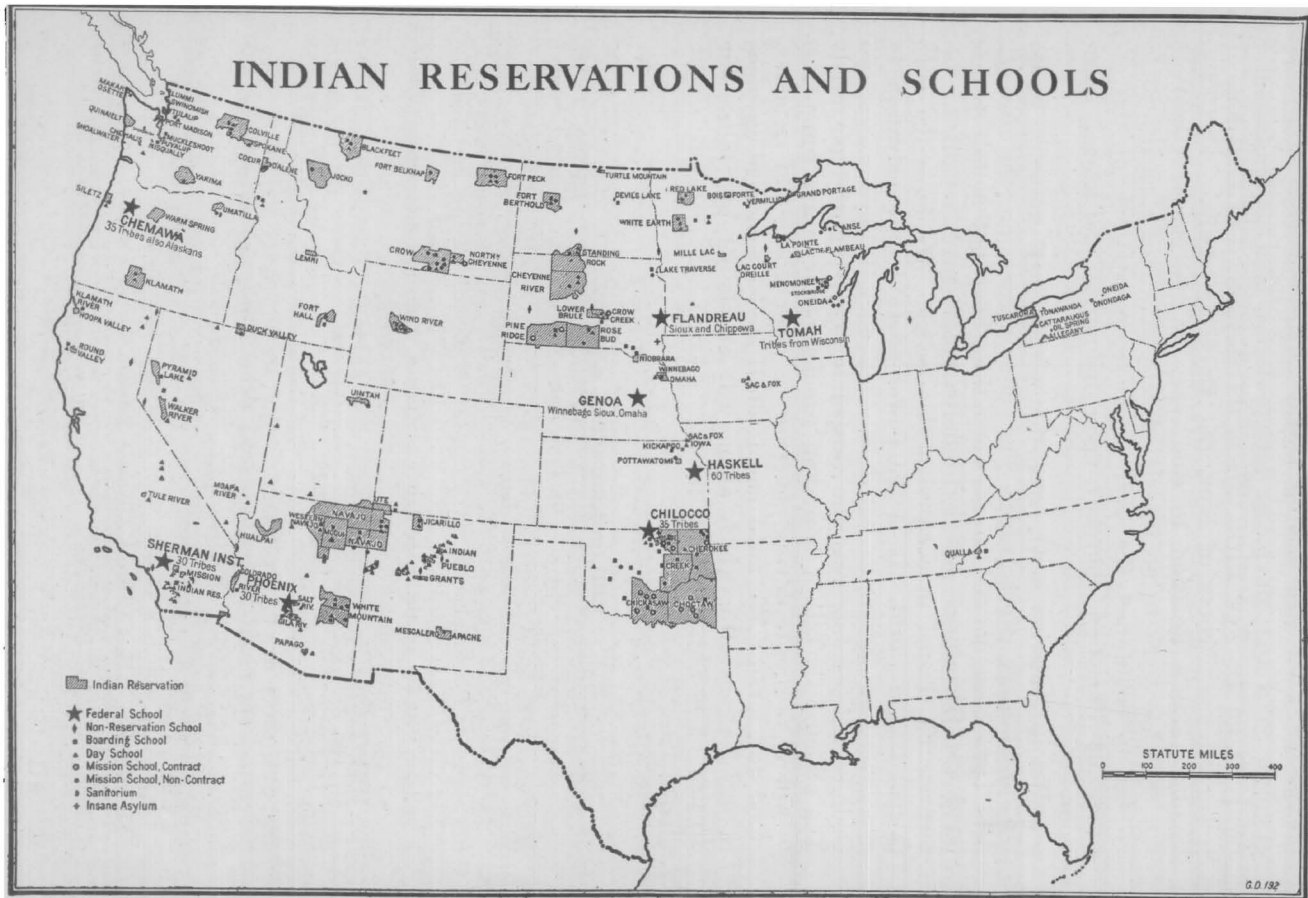 INDIAN RESERVATIONS AND SCHOOLS
MAKAH
OSETTE
LUMMI
SWINOMISH
TULALIP
PORT MADISON
QUINAIELT
CHEHALIS
SHOALWATER
MUCKLESHOOT
PUYALUP
NISQUALLY
COLVILLE
SPOKANE
COEUR
D'ALENE
YAKIMA
JOCKO
BLACKFEET
FORT BELKNAP
FORT PECK
FORT
BERTHOLD
TURTLE MOUNTAIN
DEVILS LAKE
RED LAKE
BOIS FORTE
VERMILLION
GRAND PORTAGE
WHITE EARTH
SILETZ
CHEMAWA
35 Tribes also Alaskans
WARM SPRING
UMATILLA
LEMHI
CROW
NORTH
CHEYENNE
STANDING
ROCK
CHEYENNE
RIVER
MILLE LAC
LAKE TRAVERSE
L'ANSE
LA POINTE
LAC DU FLAMBEAU
LAC COURT
OREILLE
MENOMONEE
STOCKBRIDGE
ONEIDA
KLAMATH
KLAMATH
RIVER
HOOPA VALLEY
FORT
HALL
DUCK VALLEY
WIND RIVER
LOWER
BRULE
CROW
CREEK
PINE
RIDGE
ROSE
BUD
FLANDREAU
Sioux and Chippewa
TOMAH
Tribes from Wisconsin
ONEIDA
ONONDAGA
TUSCARORA
TONAWANDA
CATTARAUGUS
OIL SPRING
ALLEGANY
ROUND
VALLEY
PYRAMID
LAKE
WALKER
RIVER
UINTAH
NIOBRARA
WINNEBAGO
OMAHA
SAC & FOX
GENOA
Winnebago Sioux, Omaha
SAC & FOX
IOWA
KICKAPOO
POTTAWATOMI
HASKELL
60 Tribes
TULE RIVER
MOAPA
RIVER
UTE
WESTERN
NAVAJO
NAVAJO
MOQUI
NAVAJO
JICARILLO
HUALPAI
INDIAN
PUEBLO
GRANTS
CHILOCCO
35 Tribes
CHEROKEE
CREEK
CHICKASAW
CHOCTAW
QUALLA
SHERMAN INST.
30 Tribes
MISSION
INDIAN RES.
COLORADO
RIVER
PHOENIX
30 Tribes
SALT
RIV.
GILA RIV.
WHITE
MOUNTAIN
PAPAGO
MESCALERO APACHE
Indian Reservation
Federal School
Non-Reservation School
Boarding School
Day School
Mission School, Contract
Mission School, Non-Contract
Sanitorium
Insane Asylum
STATUTE MILES
0 100 200 300 400
G.D. 192